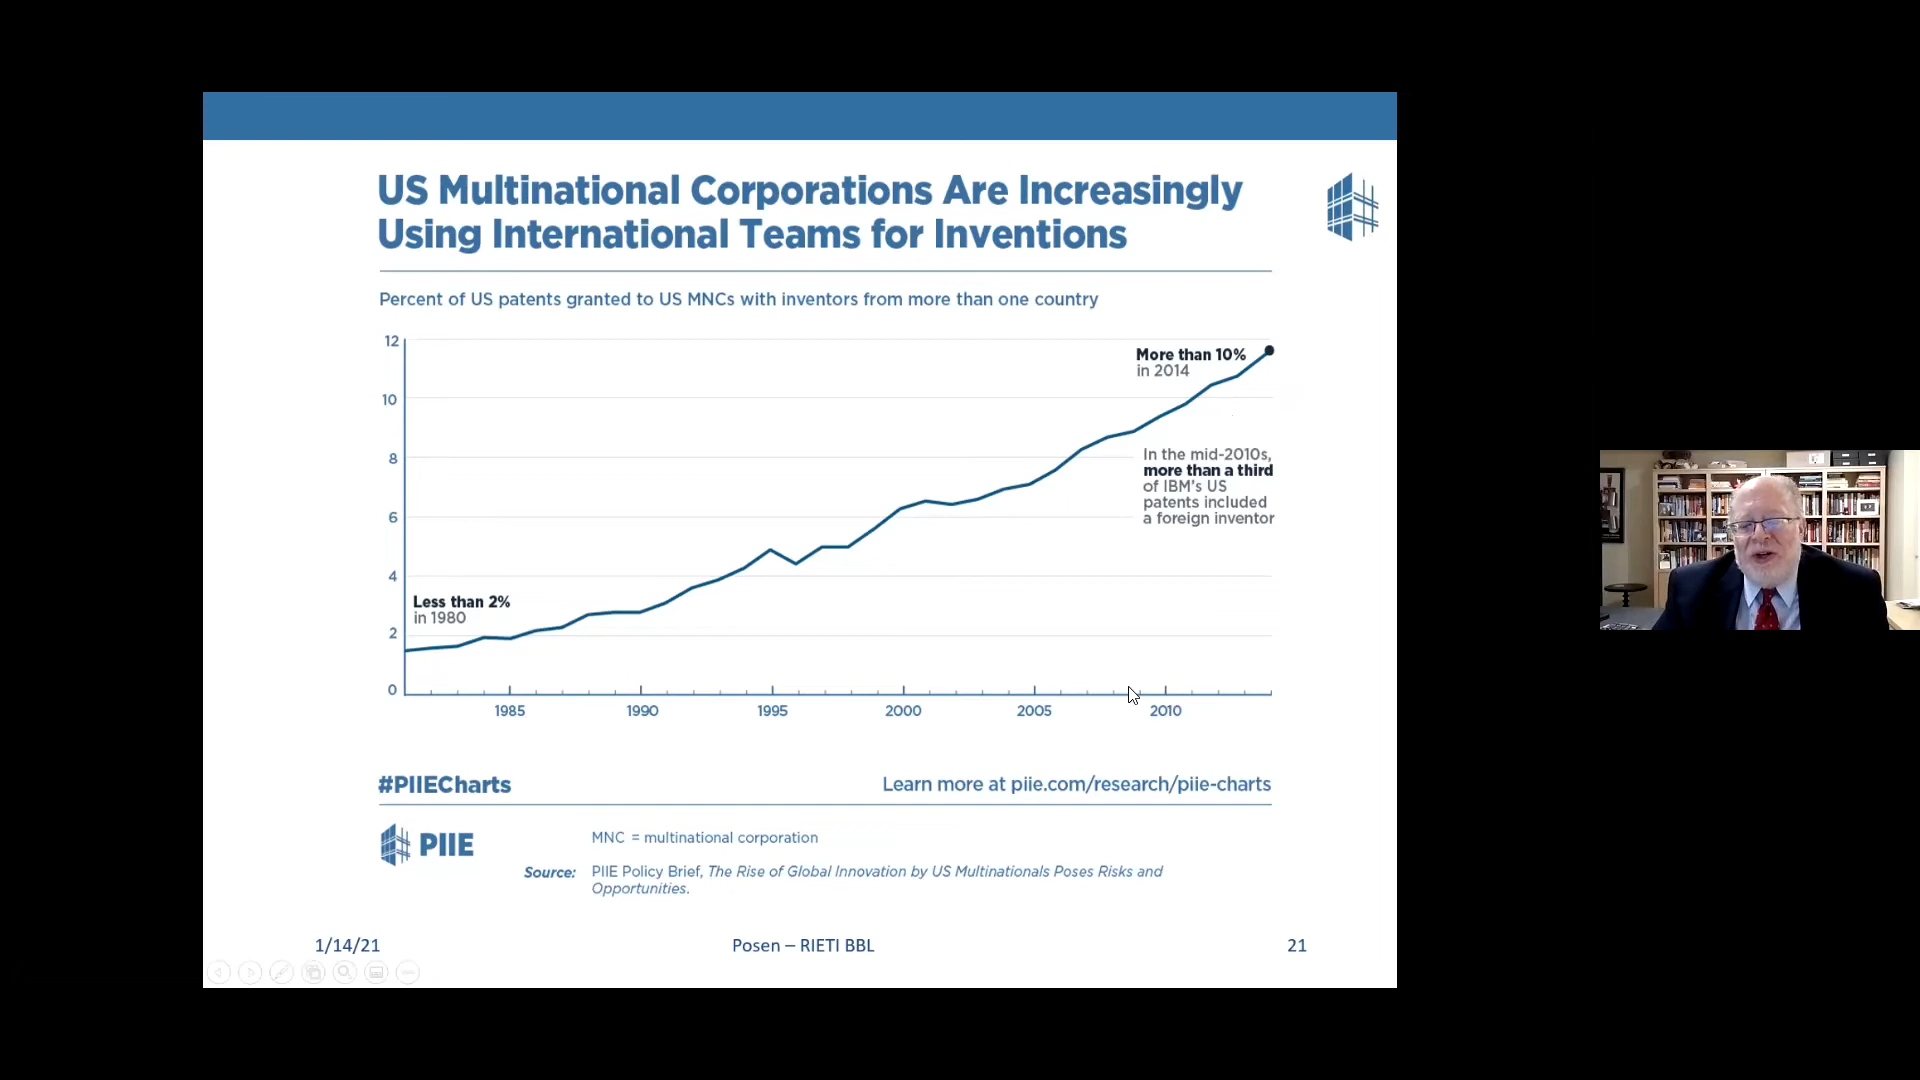 US Multinational Corporations Are Increasingly
Using International Teams for Inventions
Percent of US patents granted to US MNCs with inventors from more than one country
12
10
8
6
4
2
0
More than 10%
in 2014
In the mid-2010s,
more than a third
of IBM's US
patents included
a foreign inventor
Less than 2%
in 1980
1985 1990 1995 2000 2005 2010
#PIIECharts
Learn more at piie.com/research/piie-charts
PIIE
MNC = multinational corporation
Source: PIIE Policy Brief, The Rise of Global Innovation by US Multinationals Poses Risks and
Opportunities.
1/14/21 Posen – RIETI BBL 21